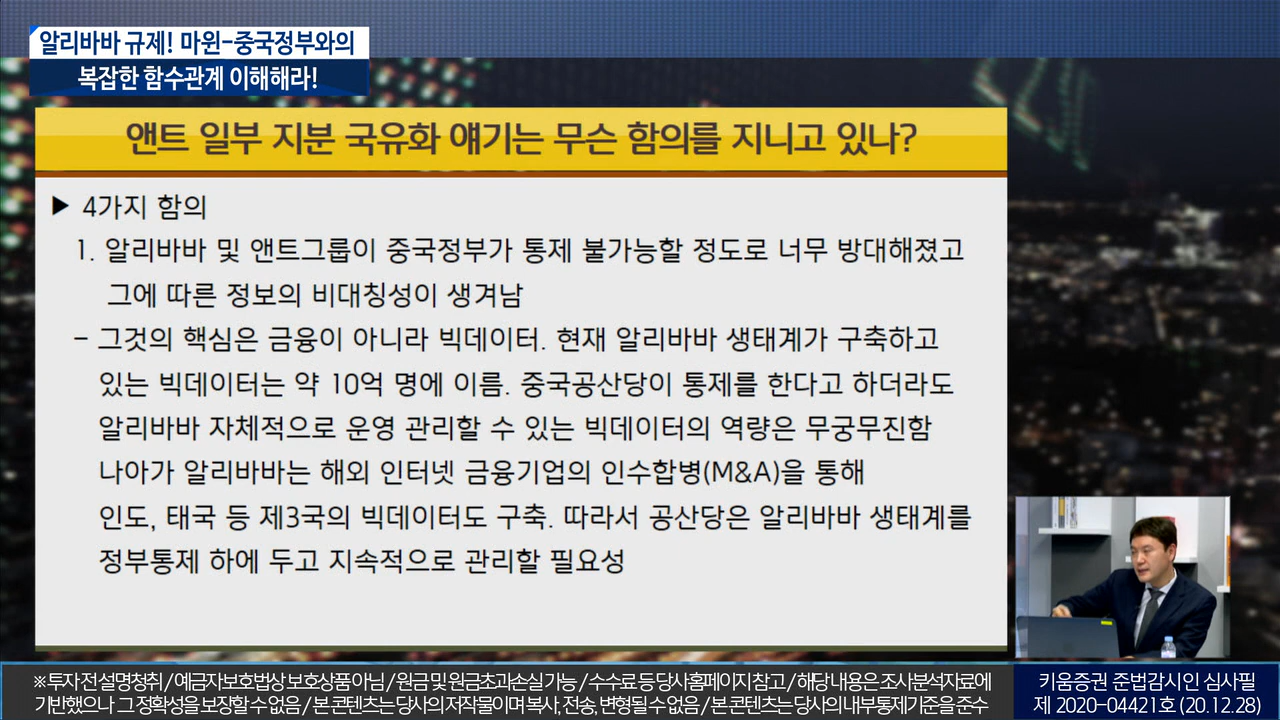 알리바바 규제! 마윈-중국정부와의
복잡한 함수관계 이해해라!
앤트 일부 지분 국유화 얘기는 무슨 함의를 지니고 있나?
▶ 4가지 함의
1. 알리바바 및 앤트그룹이 중국정부가 통제 불가능할 정도로 너무 방대해졌고
그에 따른 정보의 비대칭성이 생겨남
- 그것의 핵심은 금융이 아니라 빅데이터. 현재 알리바바 생태계가 구축하고
있는 빅데이터는 약 10억 명에 이름. 중국공산당이 통제를 한다고 하더라도
알리바바 자체적으로 운영 관리할 수 있는 빅데이터의 역량은 무궁무진함
나아가 알리바바는 해외 인터넷 금융기업의 인수합병(M&A)을 통해
인도, 태국 등 제3국의 빅데이터도 구축. 따라서 공산당은 알리바바 생태계를
정부통제 하에 두고 지속적으로 관리할 필요성
※ 투자 전 설명청취 / 예금자보호법상 보호상품 아님 / 원금 및 원금초과손실 가능 / 수수료 등 당사홈페이지 참고 / 해당 내용은 조사분석자료에
기반했으나 그 정확성을 보장할 수 없음 / 본 콘텐츠는 당사의 저작물이며 복사, 전송, 변형될 수 없음 / 본 콘텐츠는 당사의 내부통제기준을 준수
키움증권 준법감시인 심사필
제 2020-04421호 (20.12.28)